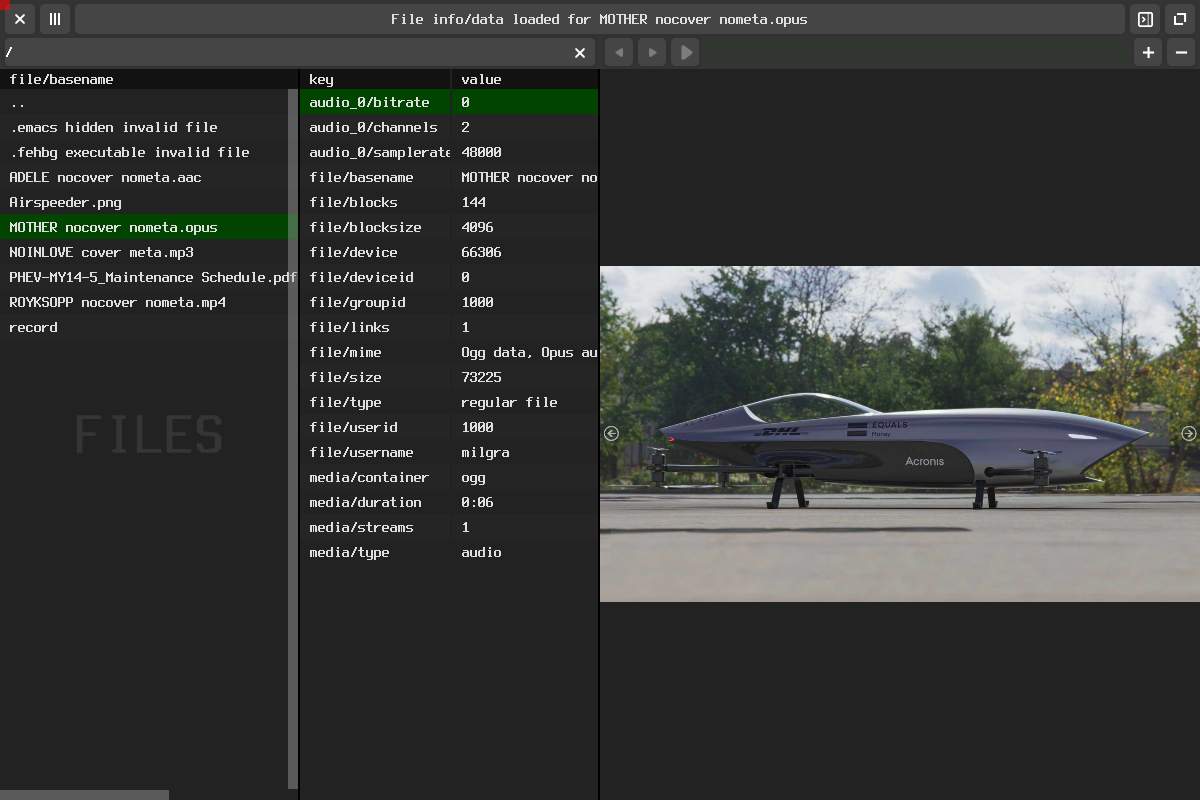 File info/data loaded for MOTHER nocover nometa.opus
/
file/basename
..
.emacs hidden invalid file
.fehbg executable invalid file
ADELE nocover nometa.aac
Airspeeder.png
MOTHER nocover nometa.opus
NOINLOVE cover meta.mp3
PHEV-MY14-5_Maintenance Schedule.pdf
ROYKSOPP nocover nometa.mp4
record
FILES
key value
audio_0/bitrate 0
audio_0/channels 2
audio_0/samplerate 48000
file/basename MOTHER nocover no
file/blocks 144
file/blocksize 4096
file/device 66306
file/deviceid 0
file/groupid 1000
file/links 1
file/mime Ogg data, Opus au
file/size 73225
file/type regular file
file/userid 1000
file/username milgra
media/container ogg
media/duration 0:06
media/streams 1
media/type audio
DHL
EQUALS
Money
Acronis